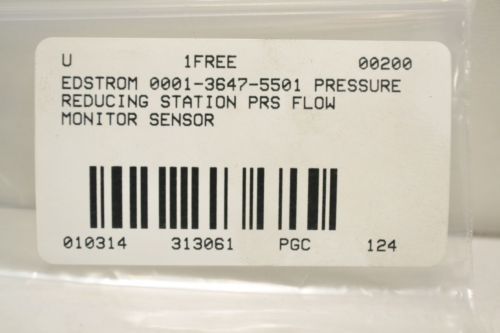 U 1FREE 00200
EDSTROM 0001-3647-5501 PRESSURE
REDUCING STATION PRS FLOW
MONITOR SENSOR
010314 313061 PGC 124